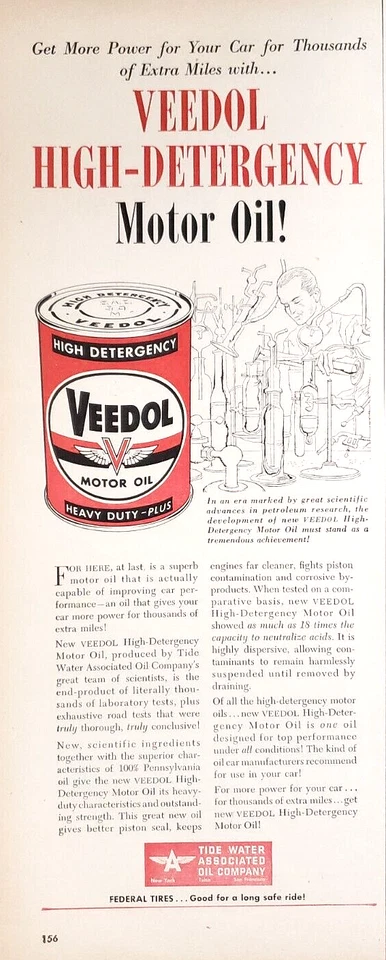 Get More Power for Your Car for Thousands
of Extra Miles with...
VEEDOL
HIGH-DETERGENCY
Motor Oil!
HIGH DETERGENCY
VEEDOL
HIGH DETERGENCY
VEEDOL
V
MOTOR OIL
HEAVY DUTY-PLUS
In an era marked by great scientific
advances in petroleum research, the
development of new VEEDOL High-
Detergency Motor Oil must stand as a
tremendous achievement!
FOR HERE, at last, is a superb
motor oil that is actually
capable of improving car per-
formance—an oil that gives your
car more power for thousands of
extra miles!
New VEEDOL High-Detergency
Motor Oil, produced by Tide
Water Associated Oil Company's
great team of scientists, is the
end-product of literally thou-
sands of laboratory tests, plus
exhaustive road tests that were
truly thorough, truly conclusive!
New, scientific ingredients
together with the superior char-
acteristics of 100% Pennsylvania
oil give the new VEEDOL High-
Detergency Motor Oil its heavy-
duty characteristics and outstand-
ing strength. This great new oil
gives better piston seal, keeps
engines far cleaner, fights piston
contamination and corrosive by-
products. When tested on a com-
parative basis, new VEEDOL
High-Detergency Motor Oil
showed as much as 18 times the
capacity to neutralize acids. It is
highly dispersive, allowing con-
taminants to remain harmlessly
suspended until removed by
draining.
Of all the high-detergency motor
oils...new VEEDOL High-Deter-
gency Motor Oil is one oil
designed for top performance
under all conditions! The kind of
oil car manufacturers recommend
for use in your car!
For more power for your car...
for thousands of extra miles...get
new VEEDOL High-Detergency
Motor Oil!
A
TIDE WATER
ASSOCIATED
OIL COMPANY
New York Tulsa San Francisco
FEDERAL TIRES...Good for a long safe ride!
156